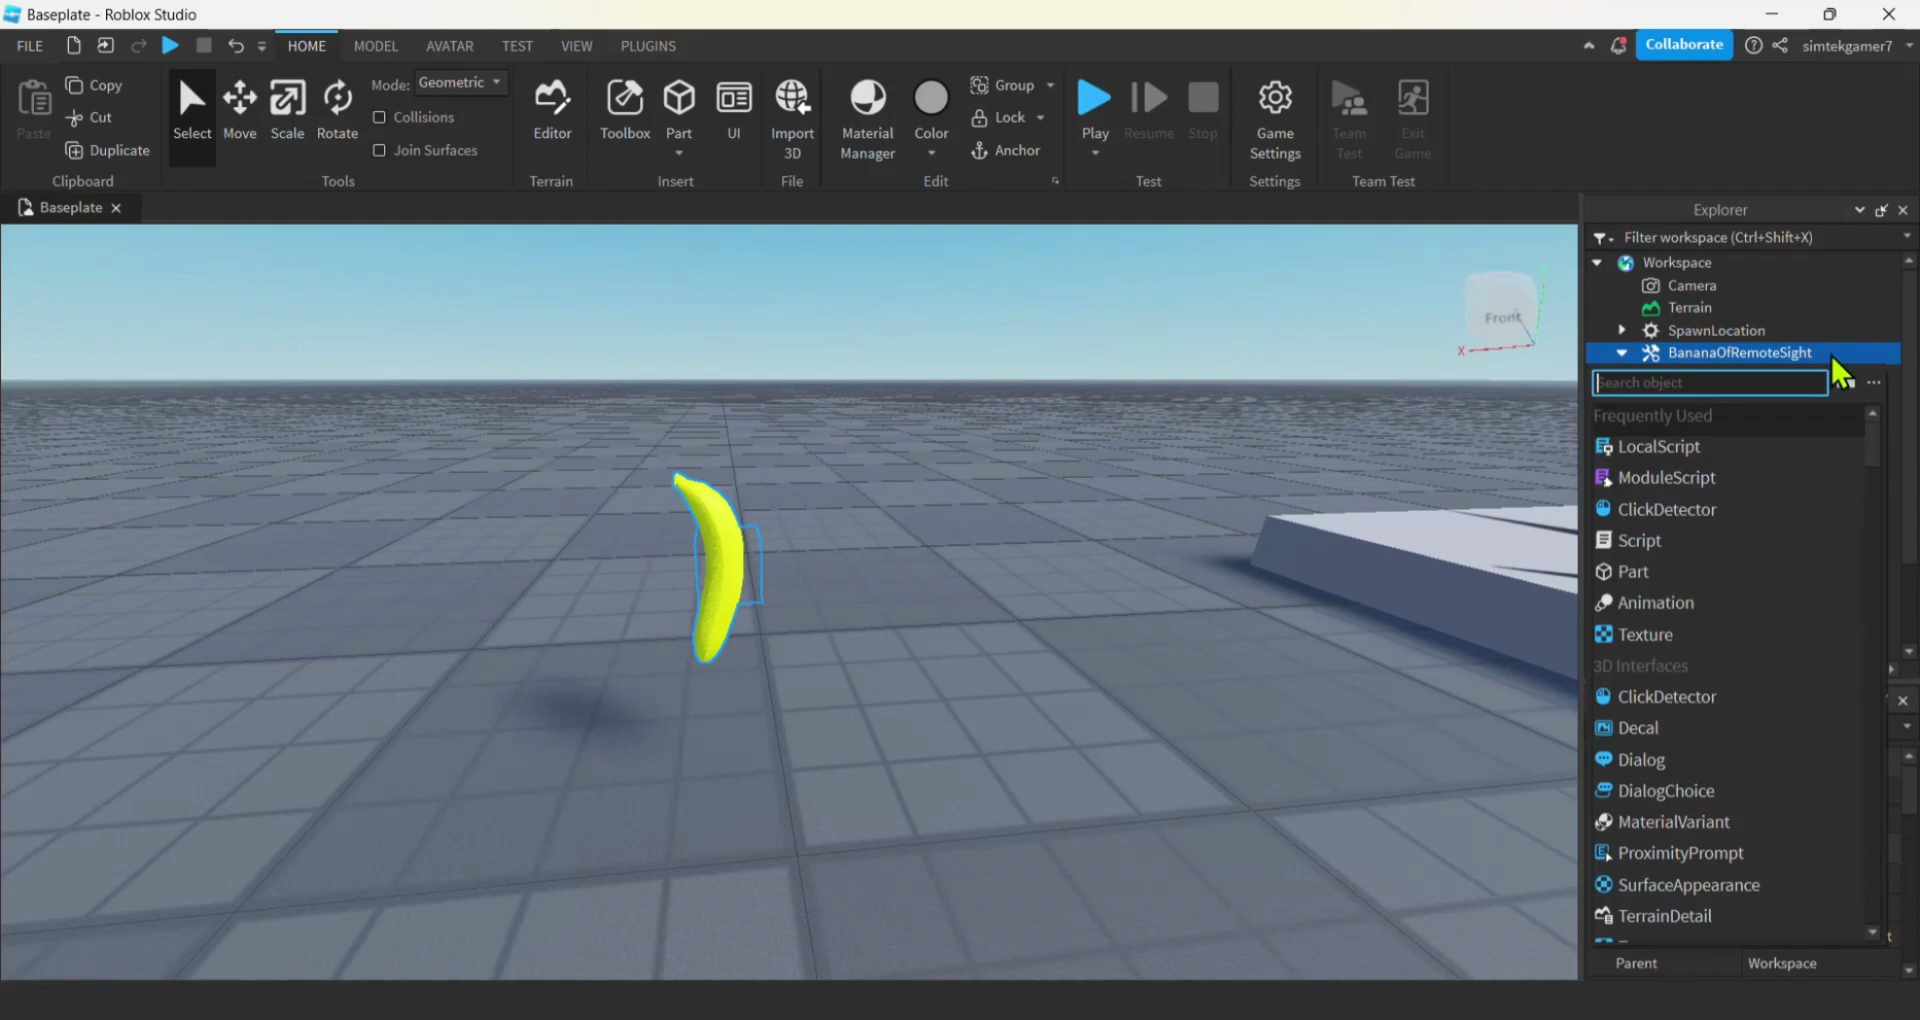 Baseplate - Roblox Studio
FILE
HOME
MODEL
AVATAR
TEST
VIEW
PLUGINS
Collaborate
simtekgamer7
Paste
Copy
Cut
Duplicate
Clipboard
Select
Move
Scale
Rotate
Mode: Geometric
Collisions
Join Surfaces
Tools
Editor
Terrain
Toolbox
Part
UI
Insert
Import
3D
File
Material
Manager
Color
Group
Lock
Anchor
Edit
Play
Resume
Stop
Test
Game
Settings
Settings
Team
Test
Exit
Game
Team Test
Baseplate
Front
X
Explorer
Filter workspace (Ctrl+Shift+X)
Workspace
Camera
Terrain
SpawnLocation
BananaOfRemoteSight
Search object
Frequently Used
LocalScript
ModuleScript
ClickDetector
Script
Part
Animation
Texture
3D Interfaces
ClickDetector
Decal
Dialog
DialogChoice
MaterialVariant
ProximityPrompt
SurfaceAppearance
TerrainDetail
Parent
Workspace